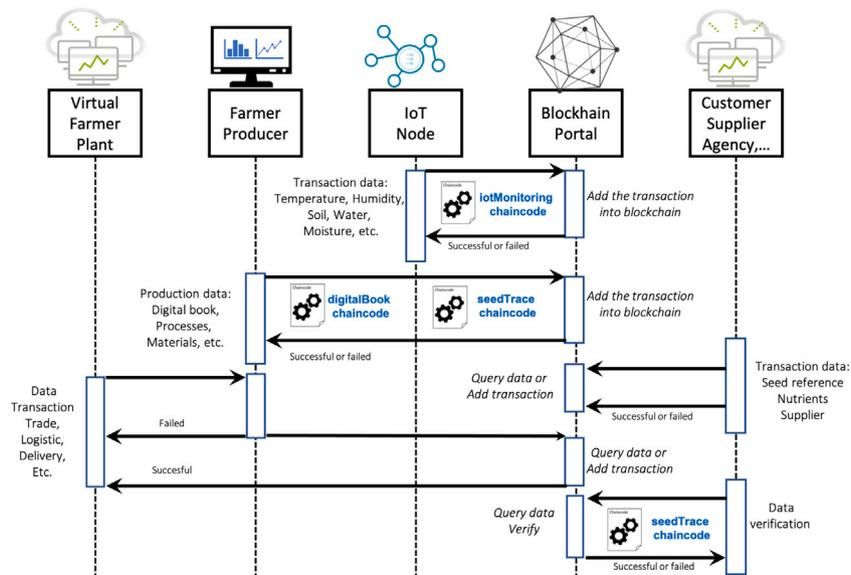 Virtual
Farmer
Plant
Farmer
Producer
IoT
Node
Blockhain
Portal
Customer
Supplier
Agency,...
Transaction data:
Temperature, Humidity,
Soil, Water,
Moisture, etc.
Chaincode
iotMonitoring
chaincode
Add the transaction
into blockchain
Successful or failed
Production data:
Digital book,
Processes,
Materials, etc.
Chaincode
digitalBook
chaincode
Chaincode
seedTrace
chaincode
Add the transaction
into blockchain
Successful or failed
Query data or
Add transaction
Transaction data:
Seed reference
Nutrients
Supplier
Successful or failed
Data
Transaction
Trade,
Logistic,
Delivery,
Etc.
Failed
Query data or
Add transaction
Succesful
Query data
Verify
Chaincode
seedTrace
chaincode
Data
verification
Successful or failed